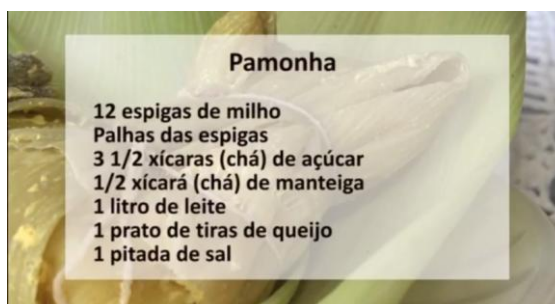 Pamonha
12 espigas de milho
Palhas das espigas
3 1/2 xícaras (chá) de açúcar
1/2 xícará (chá) de manteiga
1 litro de leite
1 prato de tiras de queijo
1 pitada de sal